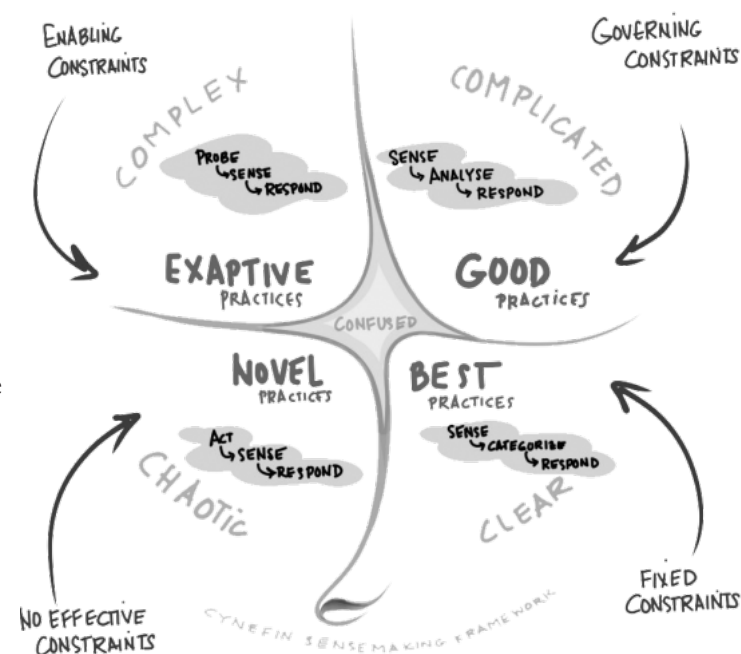 ENABLING
CONSTRAINTS
GOVERNING
CONSTRAINTS
COMPLEX
COMPLICATED
PROBE
SENSE
RESPOND
SENSE
ANALYSE
RESPOND
EXAPTIVE
PRACTICES
GOOD
PRACTICES
CONFUSED
NOVEL
PRACTICES
BEST
PRACTICES
ACT
SENSE
RESPOND
SENSE
CATEGORISE
RESPOND
CHAOTIC
CLEAR
NO EFFECTIVE
CONSTRAINTS
FIXED
CONSTRAINTS
CYNEFIN SENSEMAKING FRAMEWORK